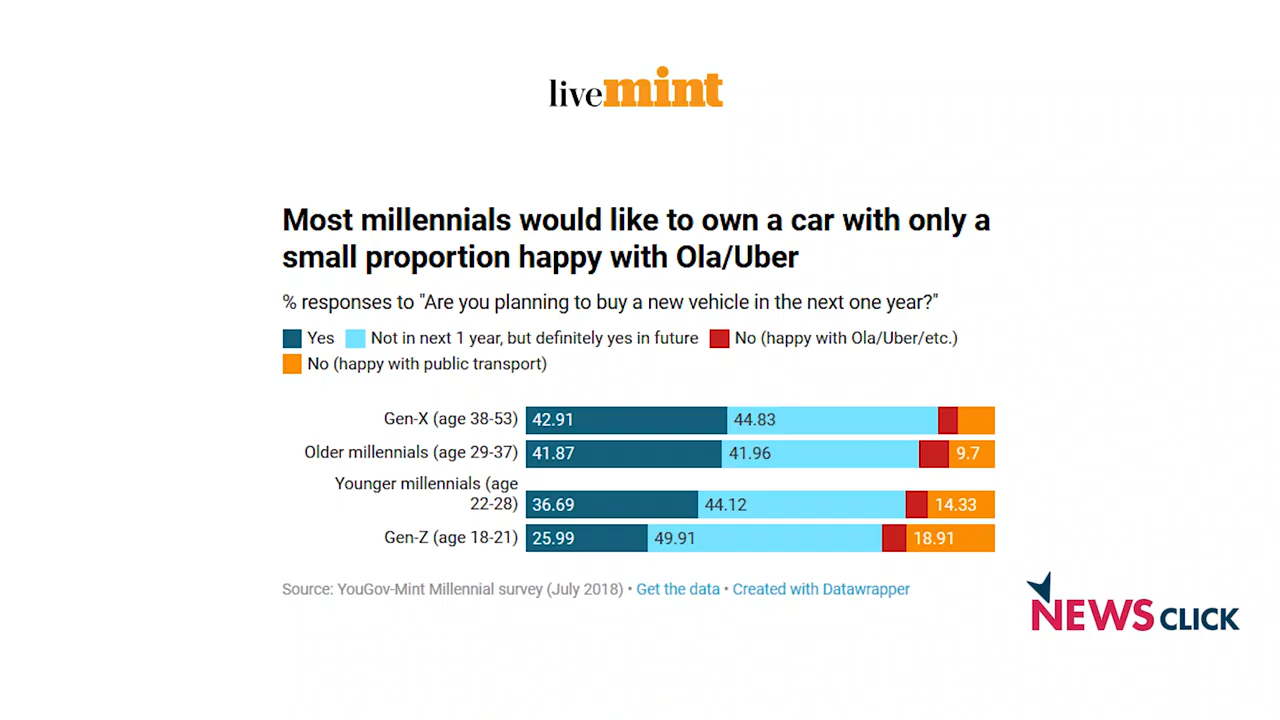 livemint
Most millennials would like to own a car with only a
small proportion happy with Ola/Uber
% responses to "Are you planning to buy a new vehicle in the next one year?"
Yes Not in next 1 year, but definitely yes in future No (happy with Ola/Uber/etc.)
No (happy with public transport)
Gen-X (age 38-53) 42.91 44.83
Older millennials (age 29-37) 41.87 41.96 9.7
Younger millennials (age
22-28) 36.69 44.12 14.33
Gen-Z (age 18-21) 25.99 49.91 18.91
Source: YouGov-Mint Millennial survey (July 2018) • Get the data • Created with Datawrapper
NEWSCLICK